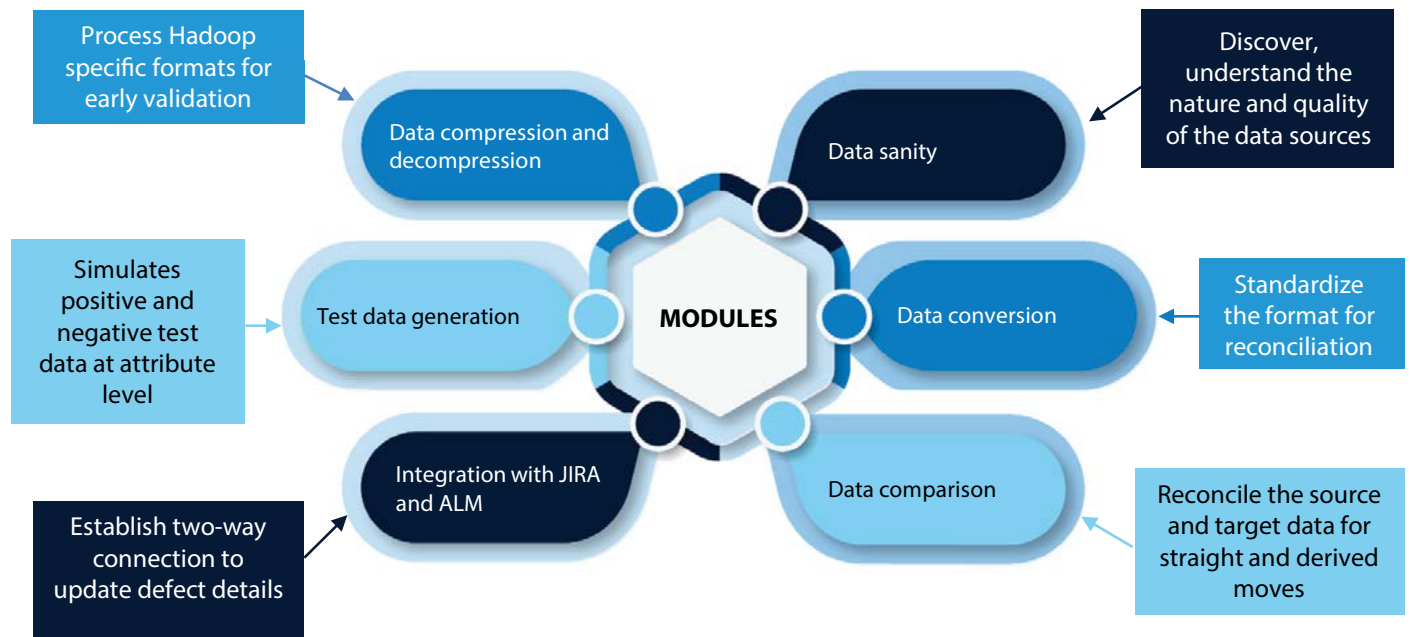 Process Hadoop
specific formats for
early validation
Data compression and
decompression
Data sanity
Discover,
understand the
nature and quality
of the data sources
Simulates
positive and
negative test
data at attribute
level
Test data generation
MODULES
Data conversion
Standardize
the format for
reconciliation
Establish two-way
connection to
update defect details
Integration with JIRA
and ALM
Data comparison
Reconcile the source
and target data for
straight and derived
moves